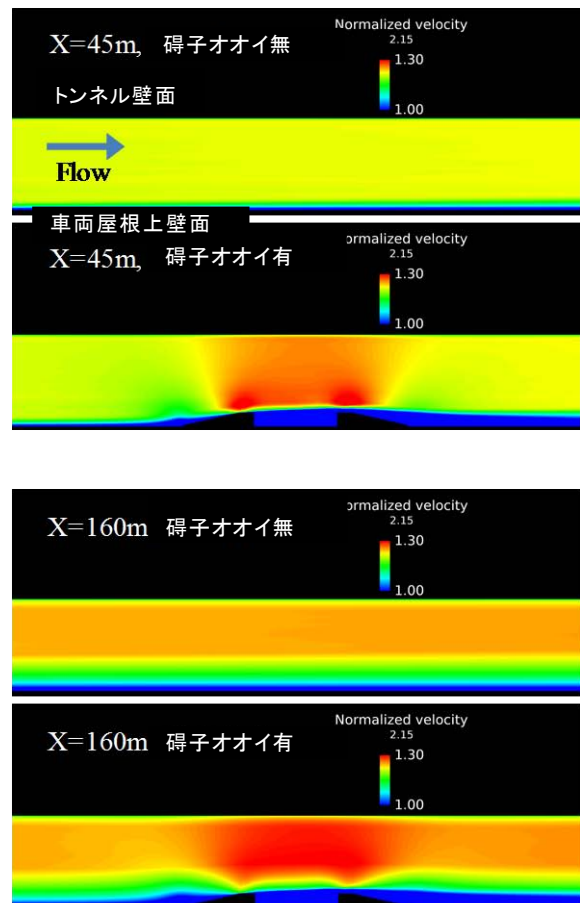 Normalized velocity
X=45m, 碍子オオイ無
2.15
1.30
トンネル壁面
1.00
Flow
車両屋根上壁面
ormalized velocity
X=45m, 碍子オオイ有
2.15
1.30
1.00
ormalized velocity
X=160m 碍子オオイ無
2.15
1.30
1.00
Normalized velocity
X=160m 碍子オオイ有
2.15
1.30
1.00